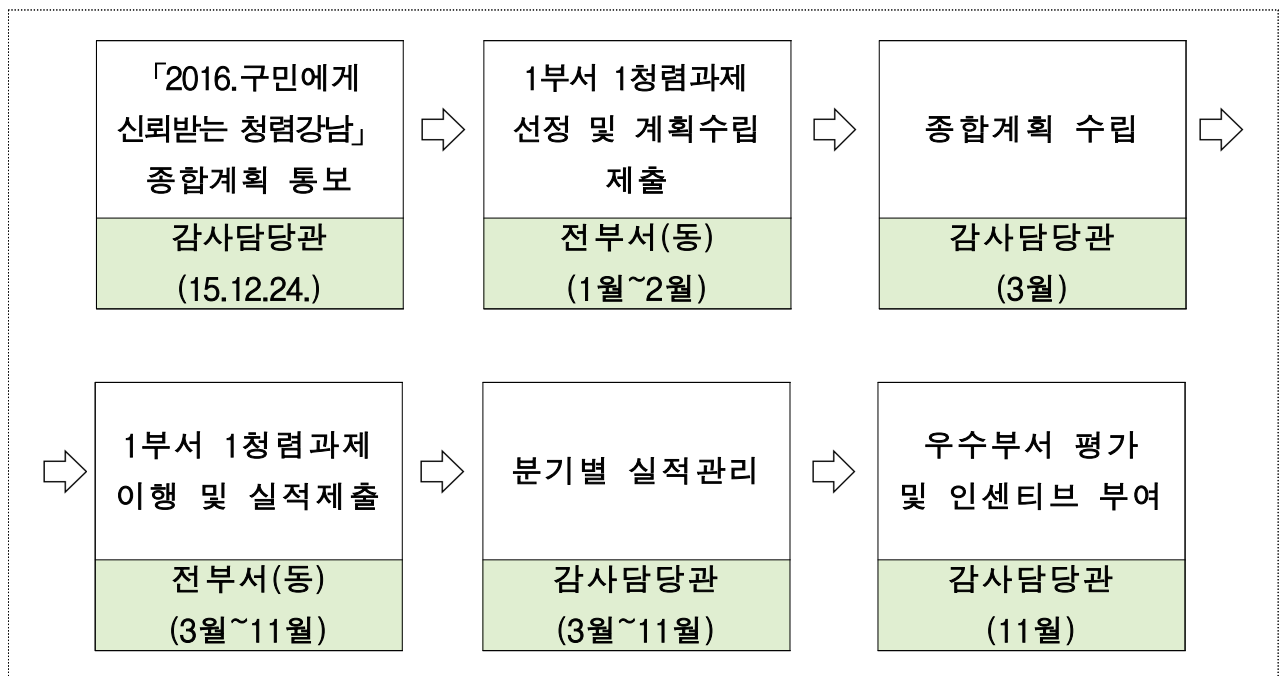 「2016.구민에게
신뢰받는 청렴강남」
종합계획 통보
감사담당관
(15.12.24.)
1부서 1청렴과제
선정 및 계획수립
제출
전부서(동)
(1월~2월)
종합계획 수립
감사담당관
(3월)
1부서 1청렴과제
이행 및 실적제출
전부서(동)
(3월~11월)
분기별 실적관리
감사담당관
(3월~11월)
우수부서 평가
및 인센티브 부여
감사담당관
(11월)